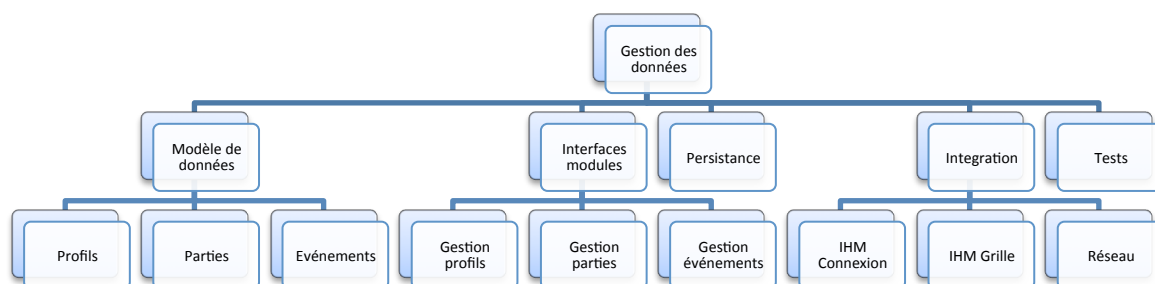 Gestion des
données
Modèle de
données
Interfaces
modules
Persistance
Integration
Tests
Profils
Parties
Evénements
Gestion
profils
Gestion
parties
Gestion
événements
IHM
Connexion
IHM Grille
Réseau